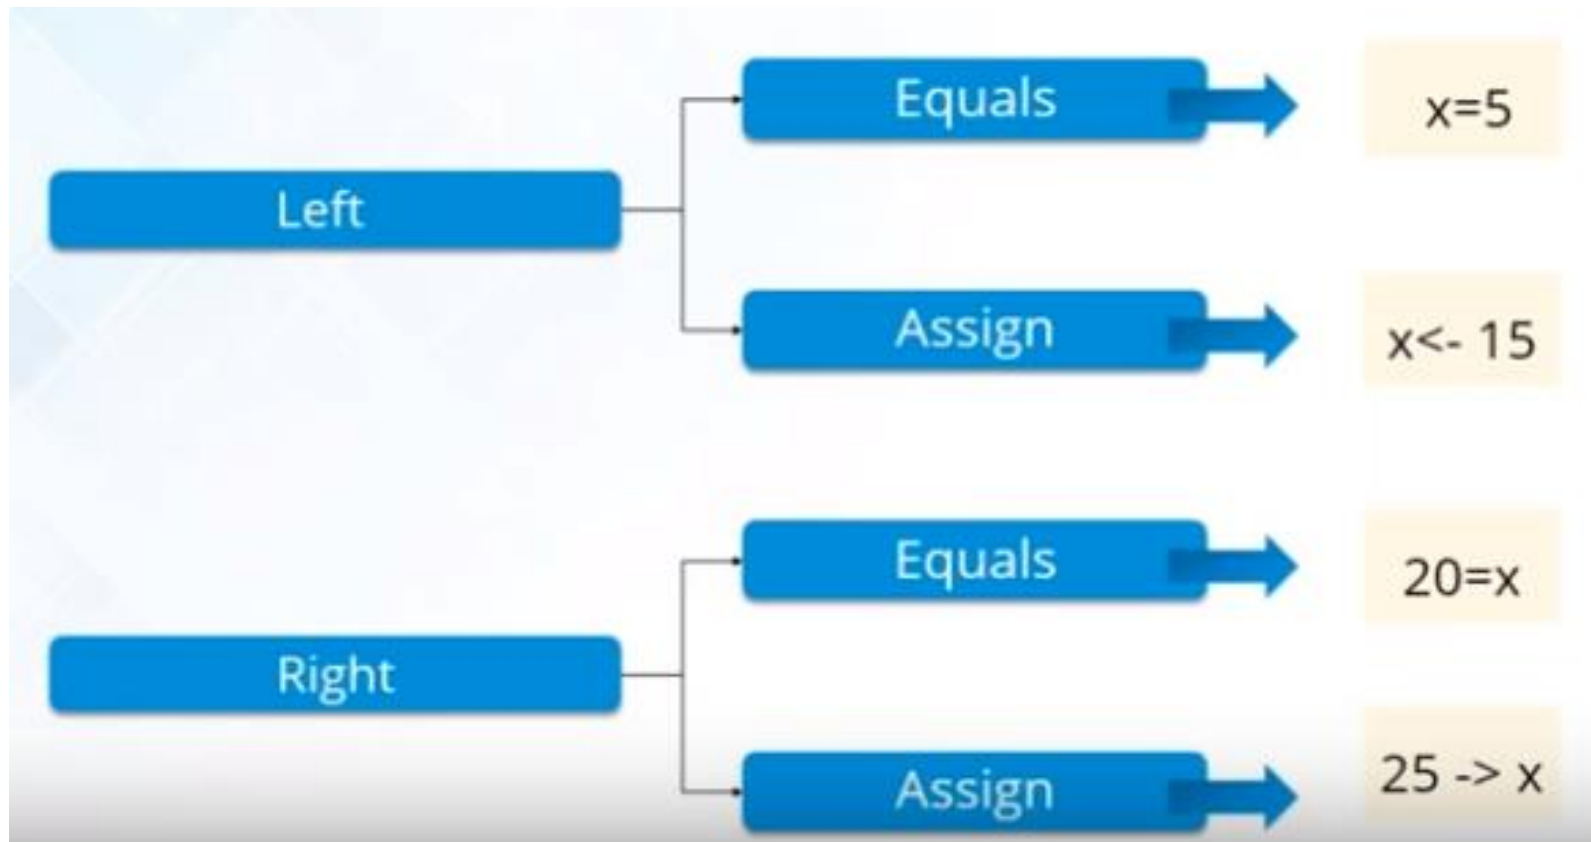 Left
Equals
x=5
Assign
x<- 15
Right
Equals
20=x
Assign
25 -> x